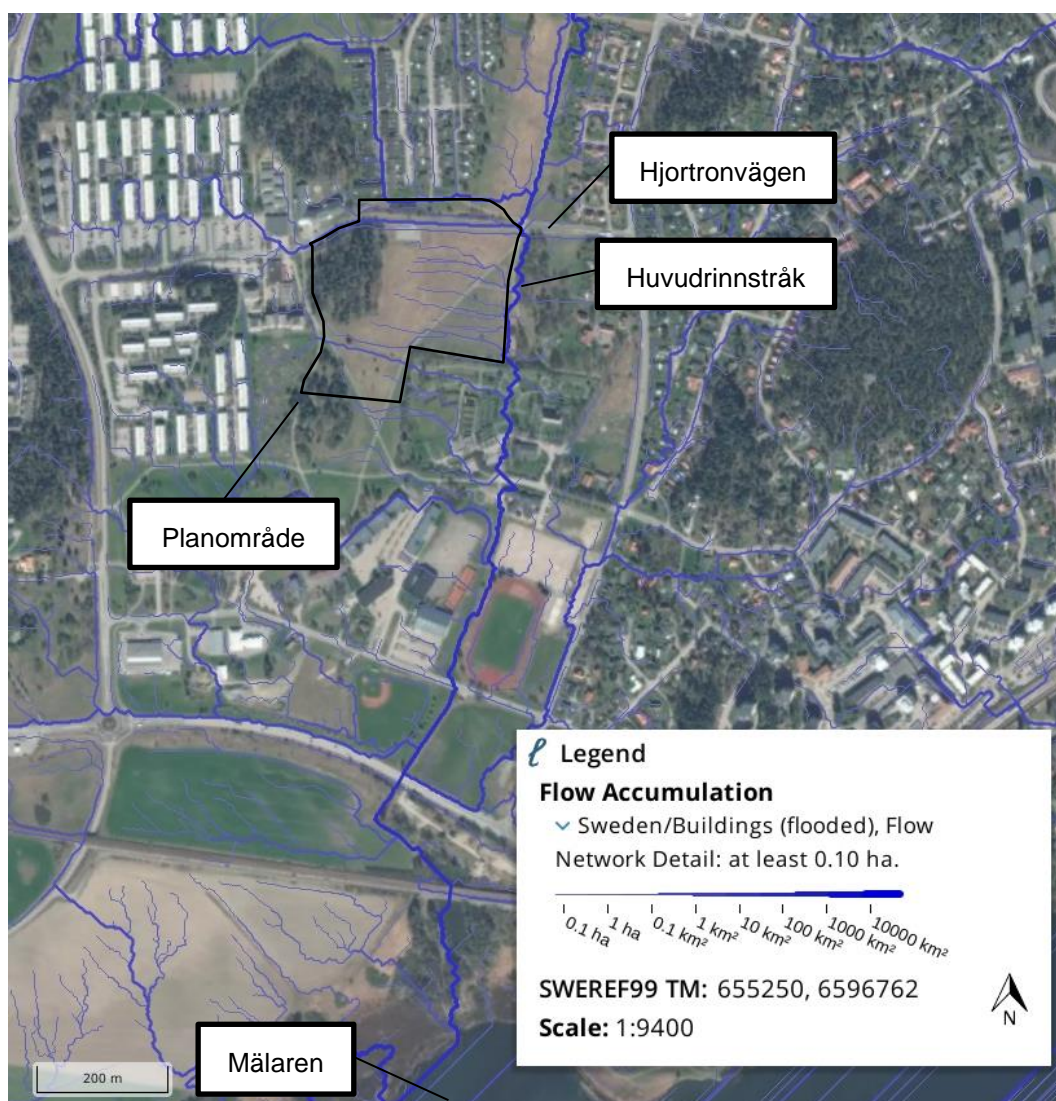 Hjortronvägen
Huvudrinnstråk
Planområde
Legend
Flow Accumulation
Sweden/Buildings (flooded), Flow
Network Detail: at least 0.10 ha.
0.1 ha
1 ha
0.1 km²
1 km²
10 km²
100 km²
1000 km²
10000 km²
SWEREF99 TM: 655250, 6596762
Scale: 1:9400
N
Mälaren
200 m